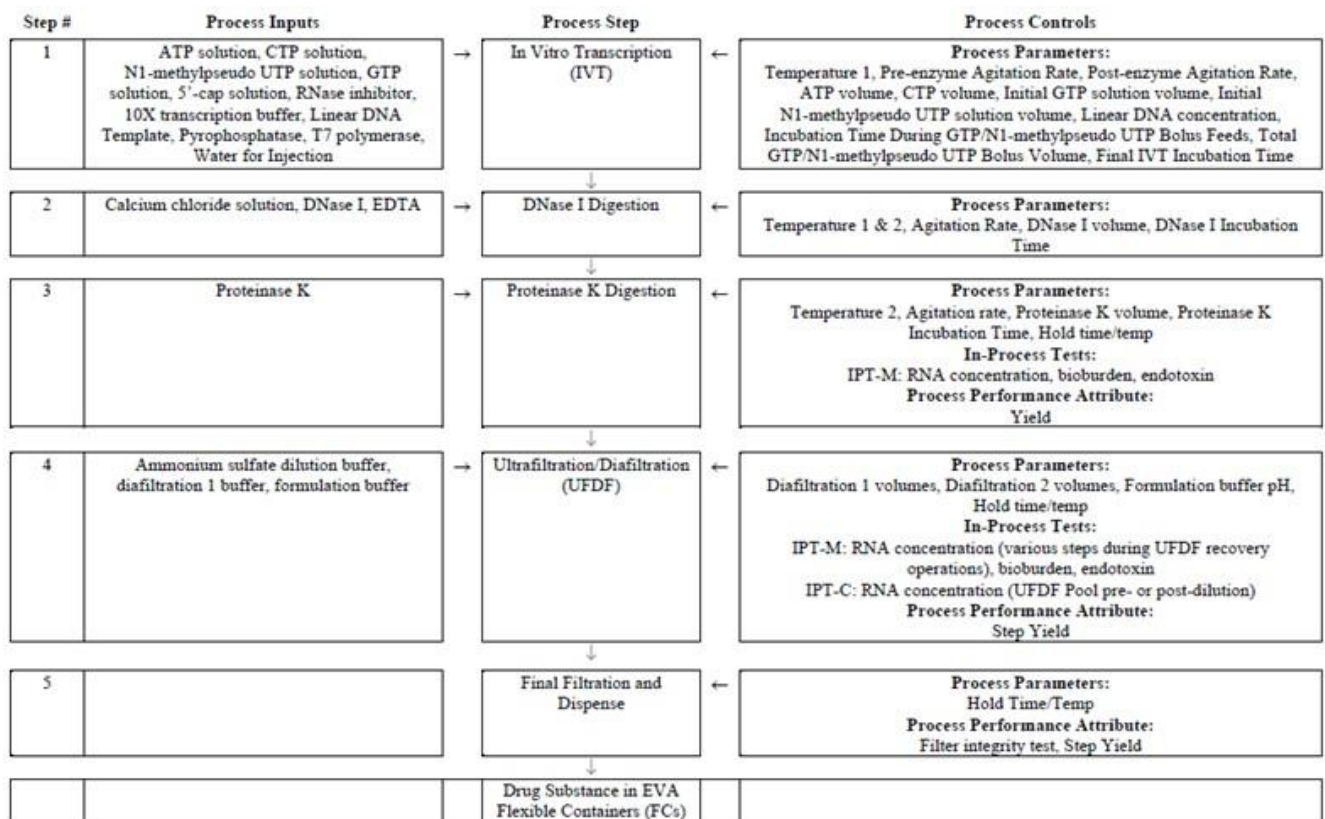 Step #
Process Inputs
Process Step
Process Controls
1
ATP solution, CTP solution,
N1-methylpseudo UTP solution, GTP
solution, 5'-cap solution, RNase inhibitor,
10X transcription buffer, Linear DNA
Template, Pyrophosphatase, T7 polymerase,
Water for Injection
→
In Vitro Transcription
(IVT)
←
Process Parameters:
Temperature 1, Pre-enzyme Agitation Rate, Post-enzyme Agitation Rate,
ATP volume, CTP volume, Initial GTP solution volume, Initial
N1-methylpseudo UTP solution volume, Linear DNA concentration,
Incubation Time During GTP/N1-methylpseudo UTP Bolus Feeds, Total
GTP/N1-methylpseudo UTP Bolus Volume, Final IVT Incubation Time
↓
2
Calcium chloride solution, DNase I, EDTA
→
DNase I Digestion
←
Process Parameters:
Temperature 1 & 2, Agitation Rate, DNase I volume, DNase I Incubation
Time
↓
3
Proteinase K
→
Proteinase K Digestion
←
Process Parameters:
Temperature 2, Agitation rate, Proteinase K volume, Proteinase K
Incubation Time, Hold time/temp
In-Process Tests:
IPT-M: RNA concentration, bioburden, endotoxin
Process Performance Attribute:
Yield
↓
4
Ammonium sulfate dilution buffer,
diafiltration 1 buffer, formulation buffer
→
Ultrafiltration/Diafiltration
(UFDF)
←
Process Parameters:
Diafiltration 1 volumes, Diafiltration 2 volumes, Formulation buffer pH,
Hold time/temp
In-Process Tests:
IPT-M: RNA concentration (various steps during UFDF recovery
operations), bioburden, endotoxin
IPT-C: RNA concentration (UFDF Pool pre- or post-dilution)
Process Performance Attribute:
Step Yield
↓
5
Final Filtration and
Dispense
←
Process Parameters:
Hold Time/Temp
Process Performance Attribute:
Filter integrity test, Step Yield
↓
Drug Substance in EVA
Flexible Containers (FCs)